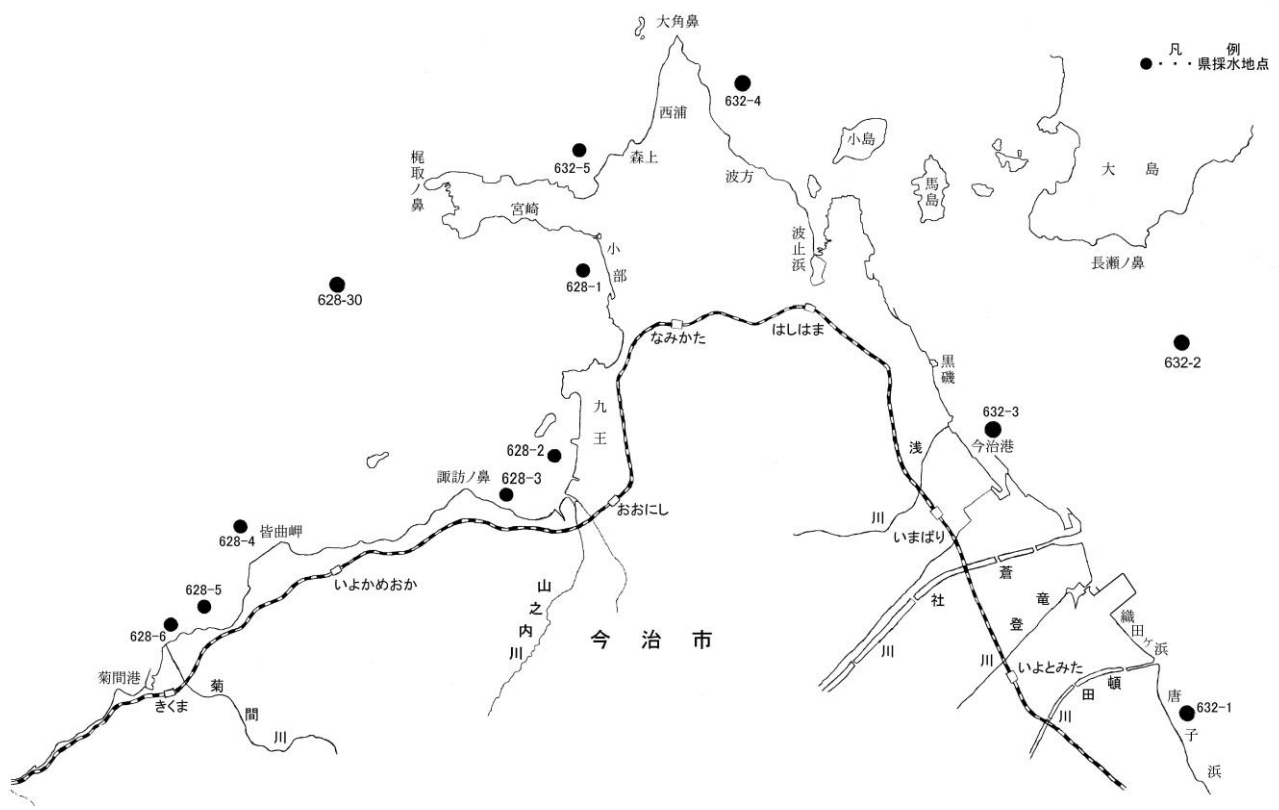 大角鼻
凡　例
●・・・県採水地点
632-4
西浦
小島
632-5
森上
梶取ノ鼻
波方
馬島
大島
宮崎
小部
波止浜
長瀬ノ鼻
628-1
628-30
なみかた
はしはま
632-2
黒磯
九王
632-3
今治港
浅川
628-2
諏訪ノ鼻
628-3
おおにし
皆曲岬
628-4
いまばり
いよかめおか
蒼社川
628-5
山之内川
竜登川
628-6
今治市
織田ヶ浜
菊間港
いよとみた
きくま
菊間川
頓田川
唐子浜
632-1